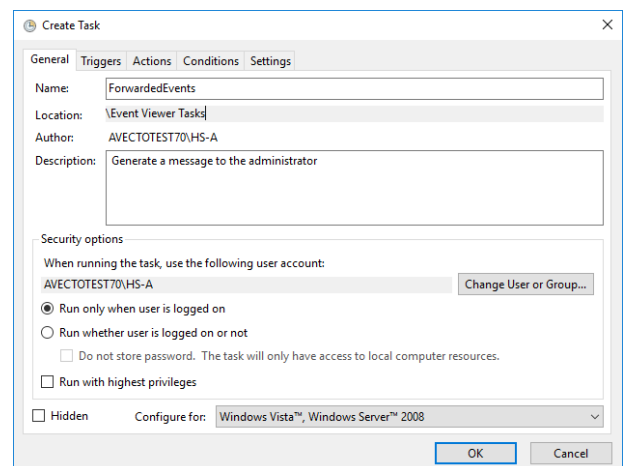 Create Task
General Triggers Actions Conditions Settings
Name: ForwardedEvents
Location: \Event Viewer Tasks
Author: AVECTOTEST70\HS-A
Description: Generate a message to the administrator
Security options
When running the task, use the following user account:
AVECTOTEST70\HS-A Change User or Group...
Run only when user is logged on
Run whether user is logged on or not
Do not store password. The task will only have access to local computer resources.
Run with highest privileges
Hidden Configure for: Windows Vista™, Windows Server™ 2008
OK Cancel